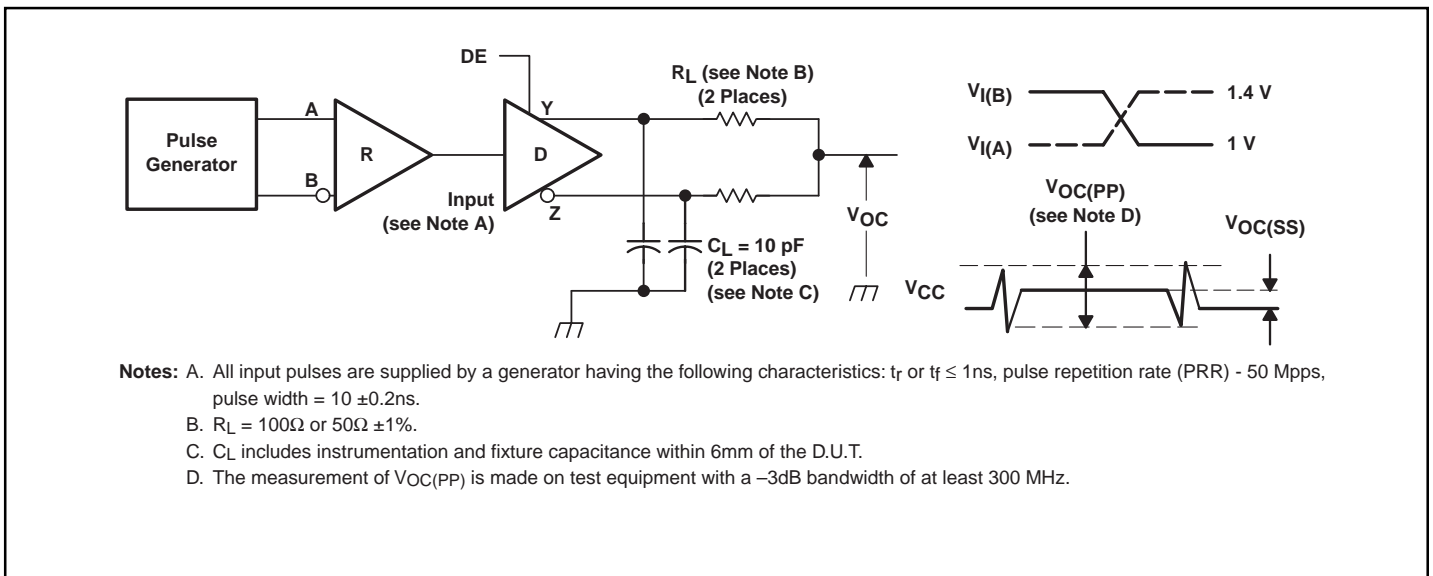 DE
Pulse
Generator
A
B
R
Input
(see Note A)
D
Y
Z
RL (see Note B)
(2 Places)
CL = 10 pF
(2 Places)
(see Note C)
VOC
VI(B)
VI(A)
1.4 V
1 V
VOC(PP)
(see Note D)
VOC(SS)
VCC
Notes: A. All input pulses are supplied by a generator having the following characteristics: tr or tf ≤ 1ns, pulse repetition rate (PRR) - 50 Mpps,
pulse width = 10 ±0.2ns.
B. RL = 100Ω or 50Ω ±1%.
C. CL includes instrumentation and fixture capacitance within 6mm of the D.U.T.
D. The measurement of VOC(PP) is made on test equipment with a –3dB bandwidth of at least 300 MHz.